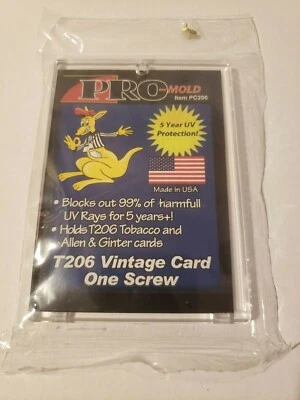 PRO-MOLD
Item PC206
5 Year UV
Protection!
Made in USA
• Blocks out 99% of harmfull
UV Rays for 5 years+!
• Holds T206 Tobacco and
Allen & Ginter cards
T206 Vintage Card
One Screw